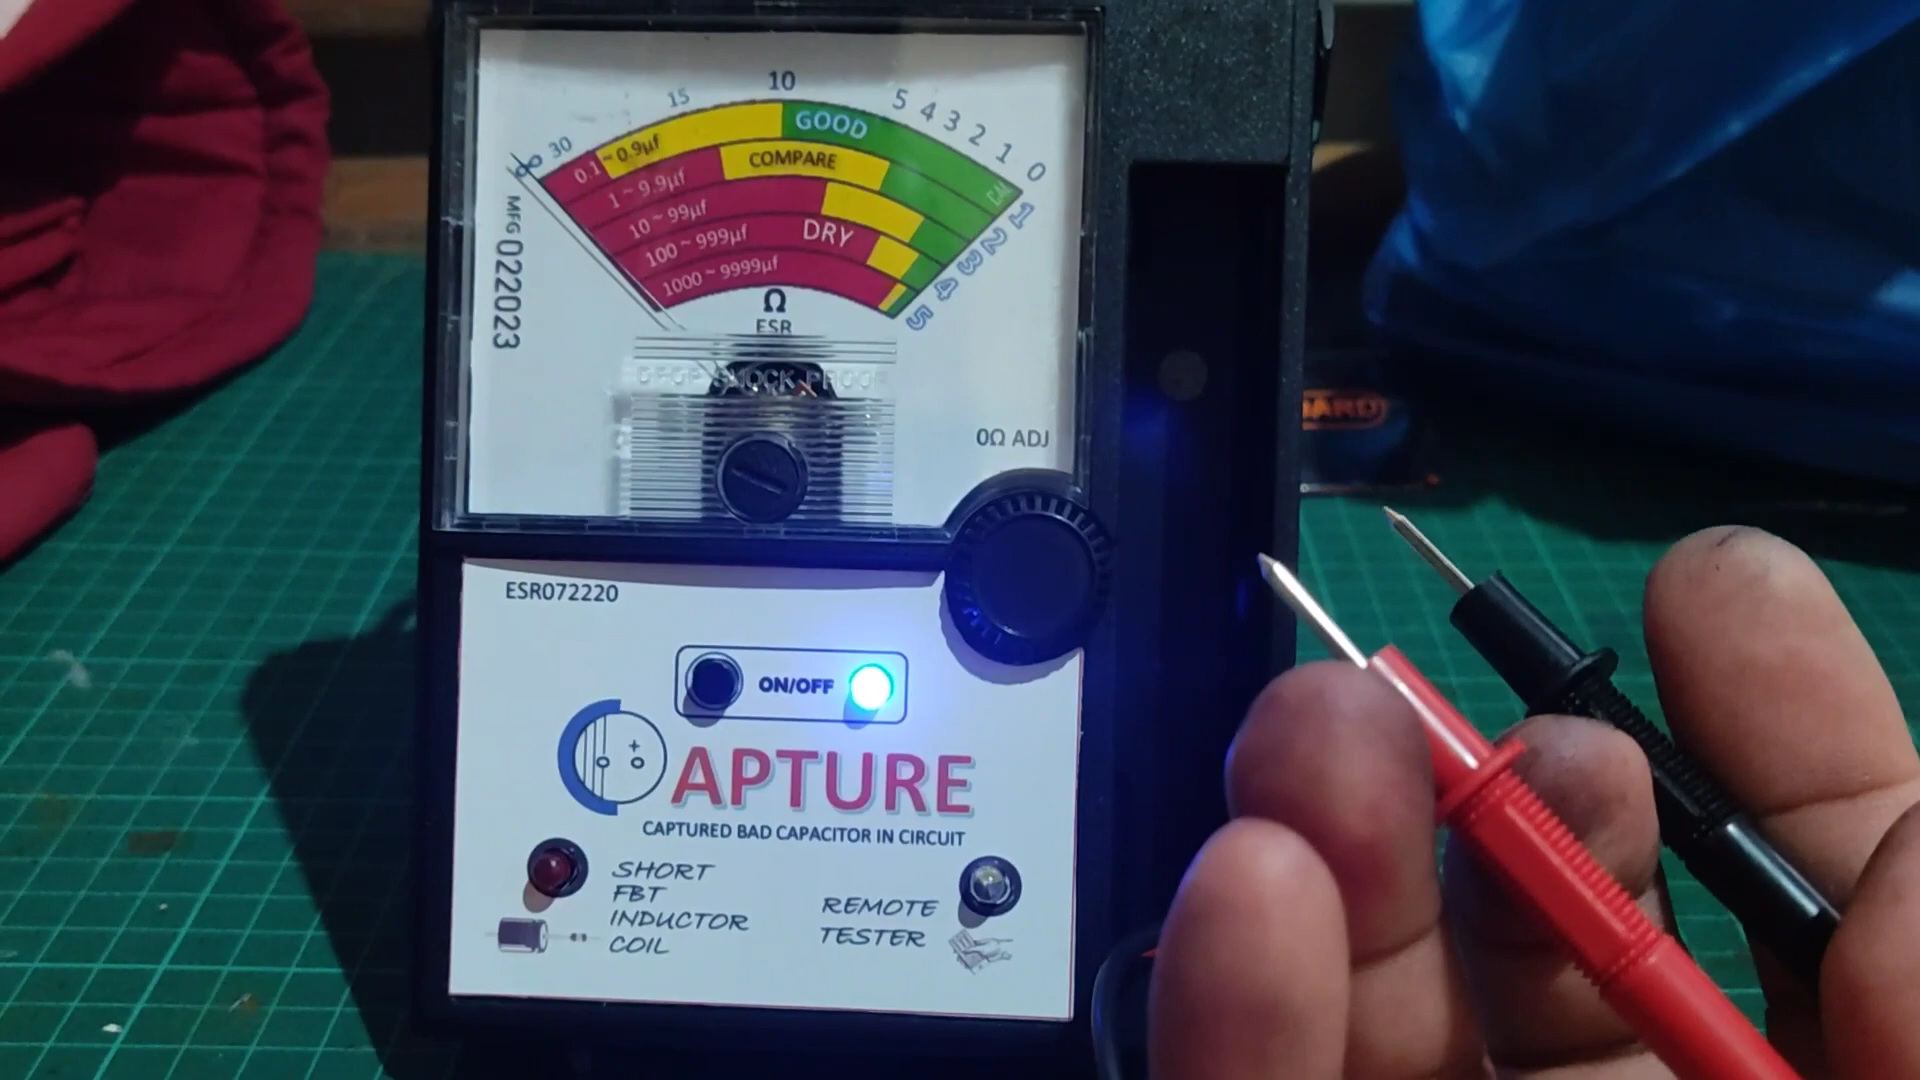 10
15
5
4
3
2
1
0
30
∞
GOOD
0.1 ~ 0.9µf
COMPARE
1 ~ 9.9µf
10 ~ 99µf
DRY
100 ~ 999µf
1000 ~ 9999µf
CAL
1
2
3
4
5
Ω
ESR
MFG 022023
DROP SHOCK PROOF
0Ω ADJ
ESR072220
ON/OFF
+
APTURE
CAPTURED BAD CAPACITOR IN CIRCUIT
SHORT
FBT
INDUCTOR
COIL
REMOTE
TESTER